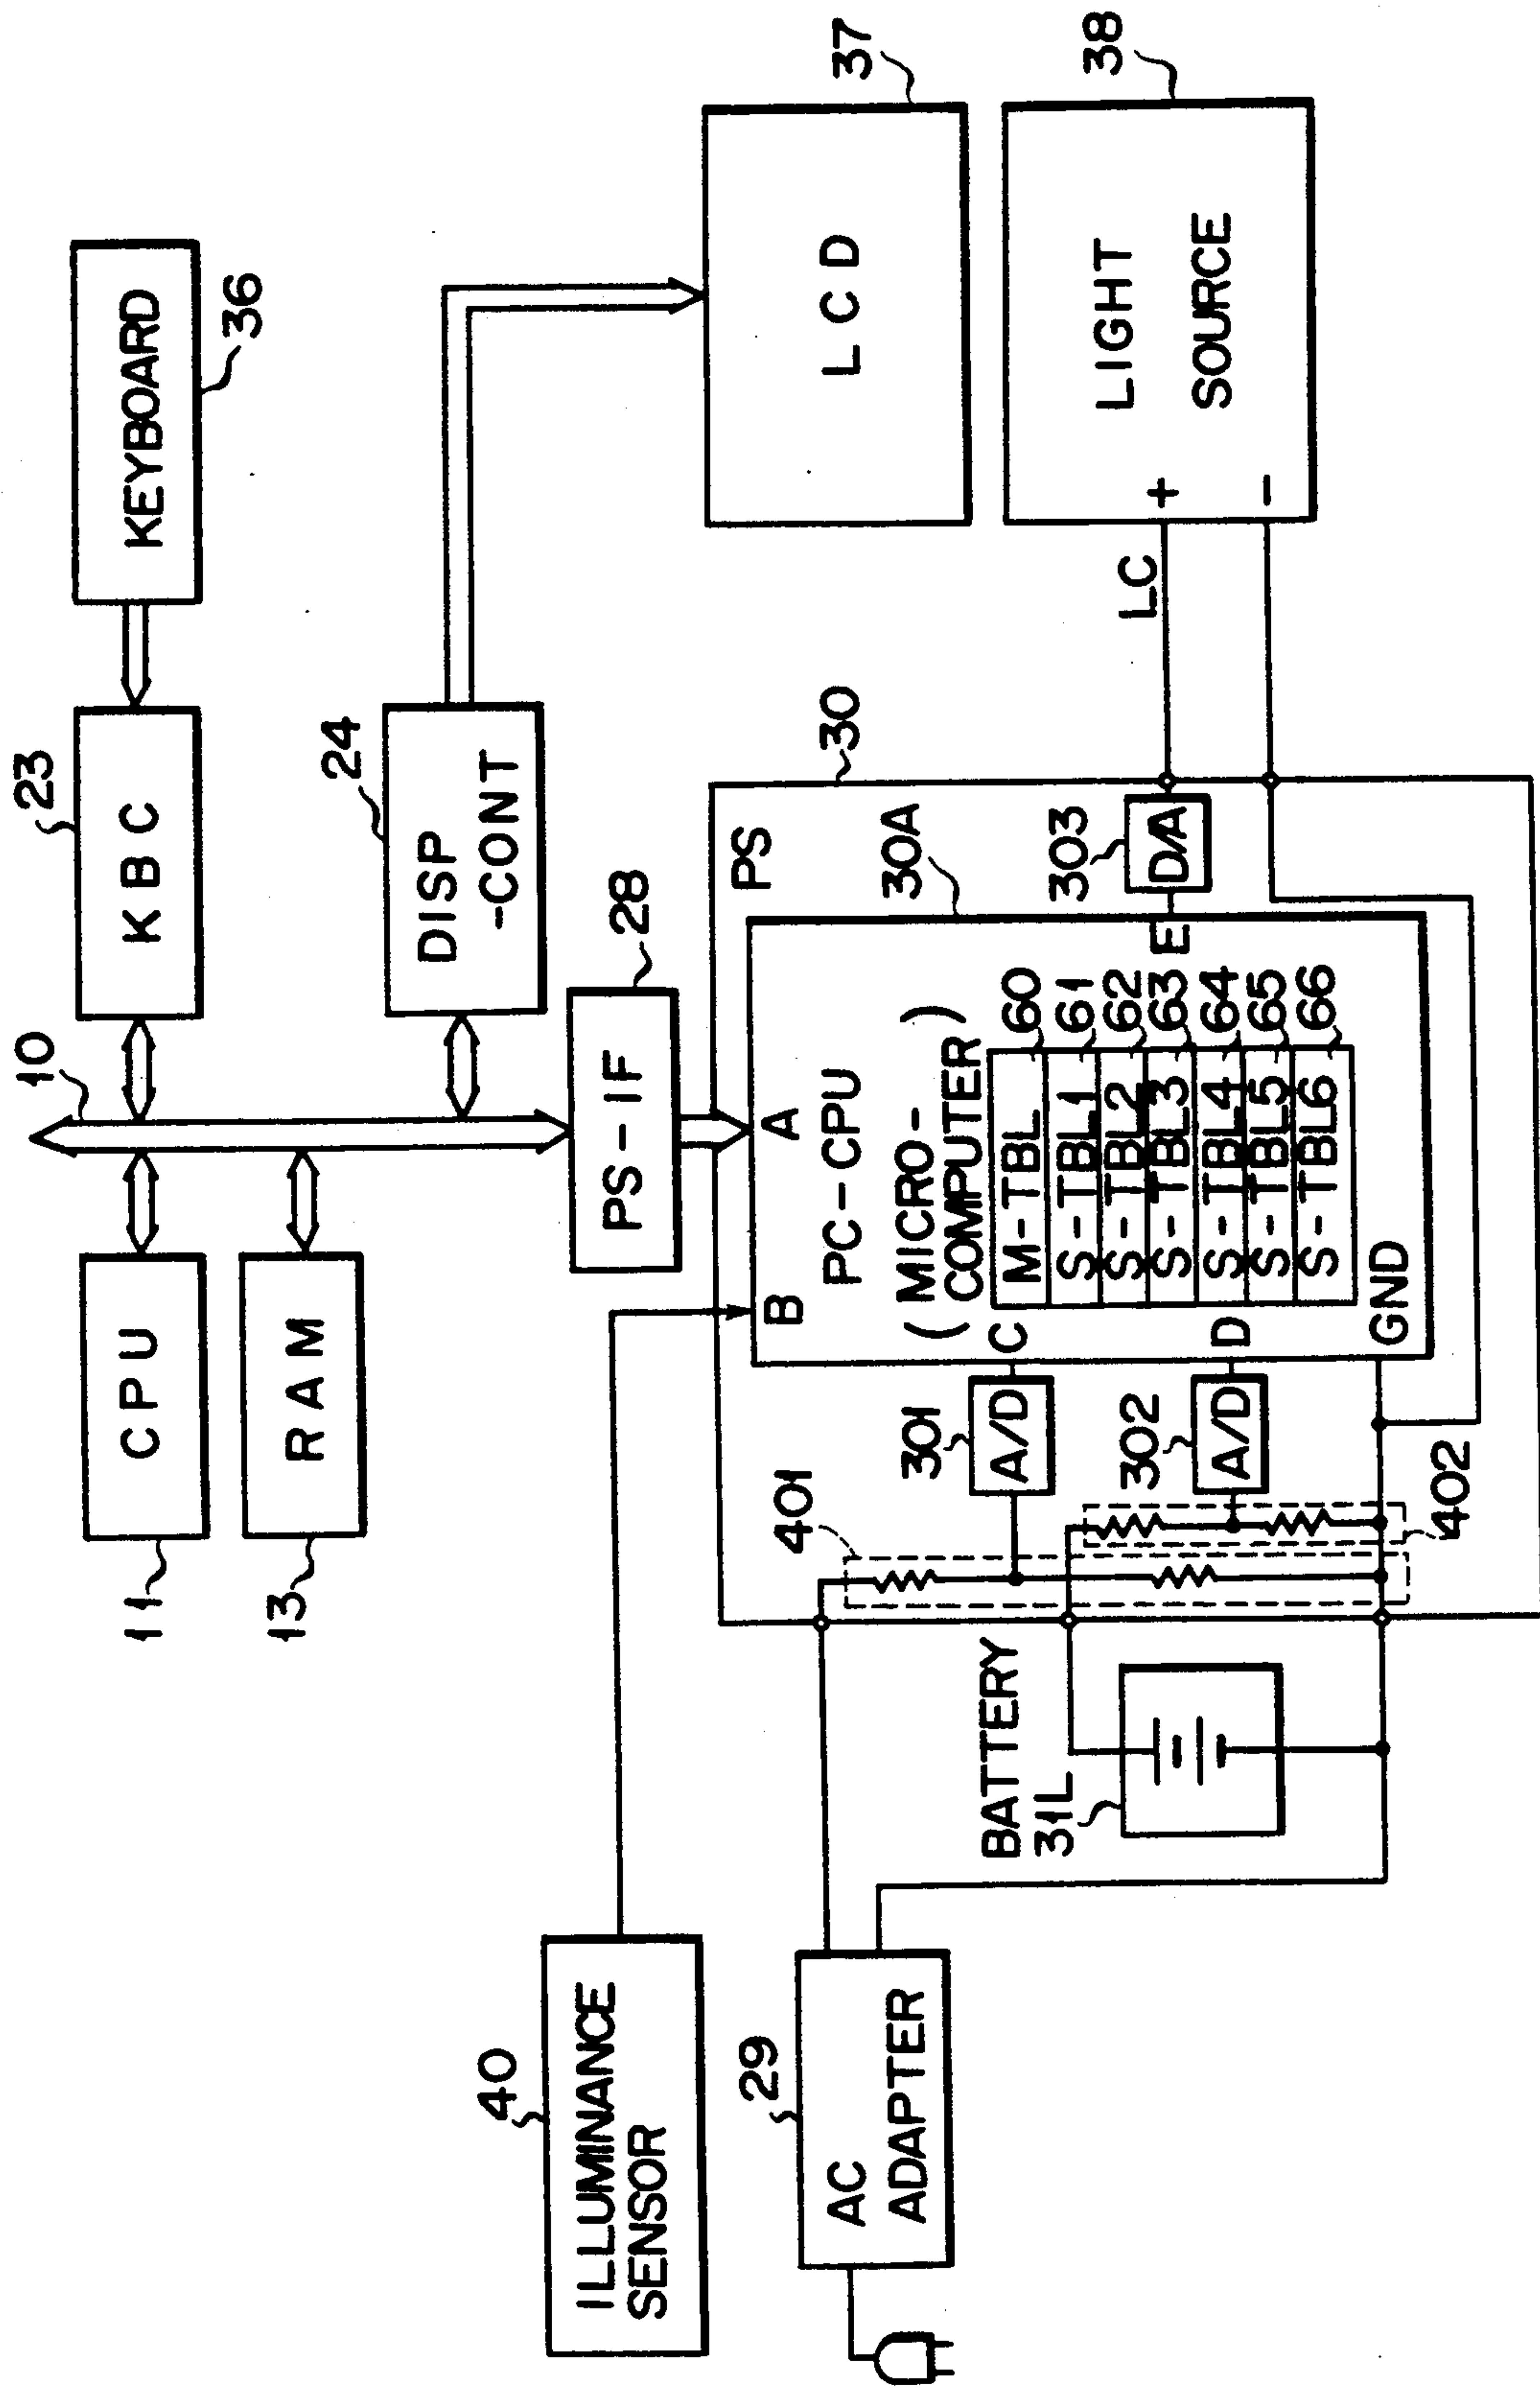 10
23
KBC
KEYBOARD
36
11
CPU
13
RAM
24
DISP
-CONT
PS-IF
28
LCD
37
LIGHT
SOURCE
38
+
-
LC
40
ILLUMINANCE
SENSOR
29
AC
ADAPTER
BATTERY
31L
PS
30
30A
A
B
PC-CPU
(MICRO-
COMPUTER)
M-TBL 60
S-TBL1 61
S-TBL2 62
S-TBL3 63
S-TBL4 64
S-TBL5 65
S-TBL6 66
C
D
E
GND
301
A/D
302
A/D
303
D/A
401
402